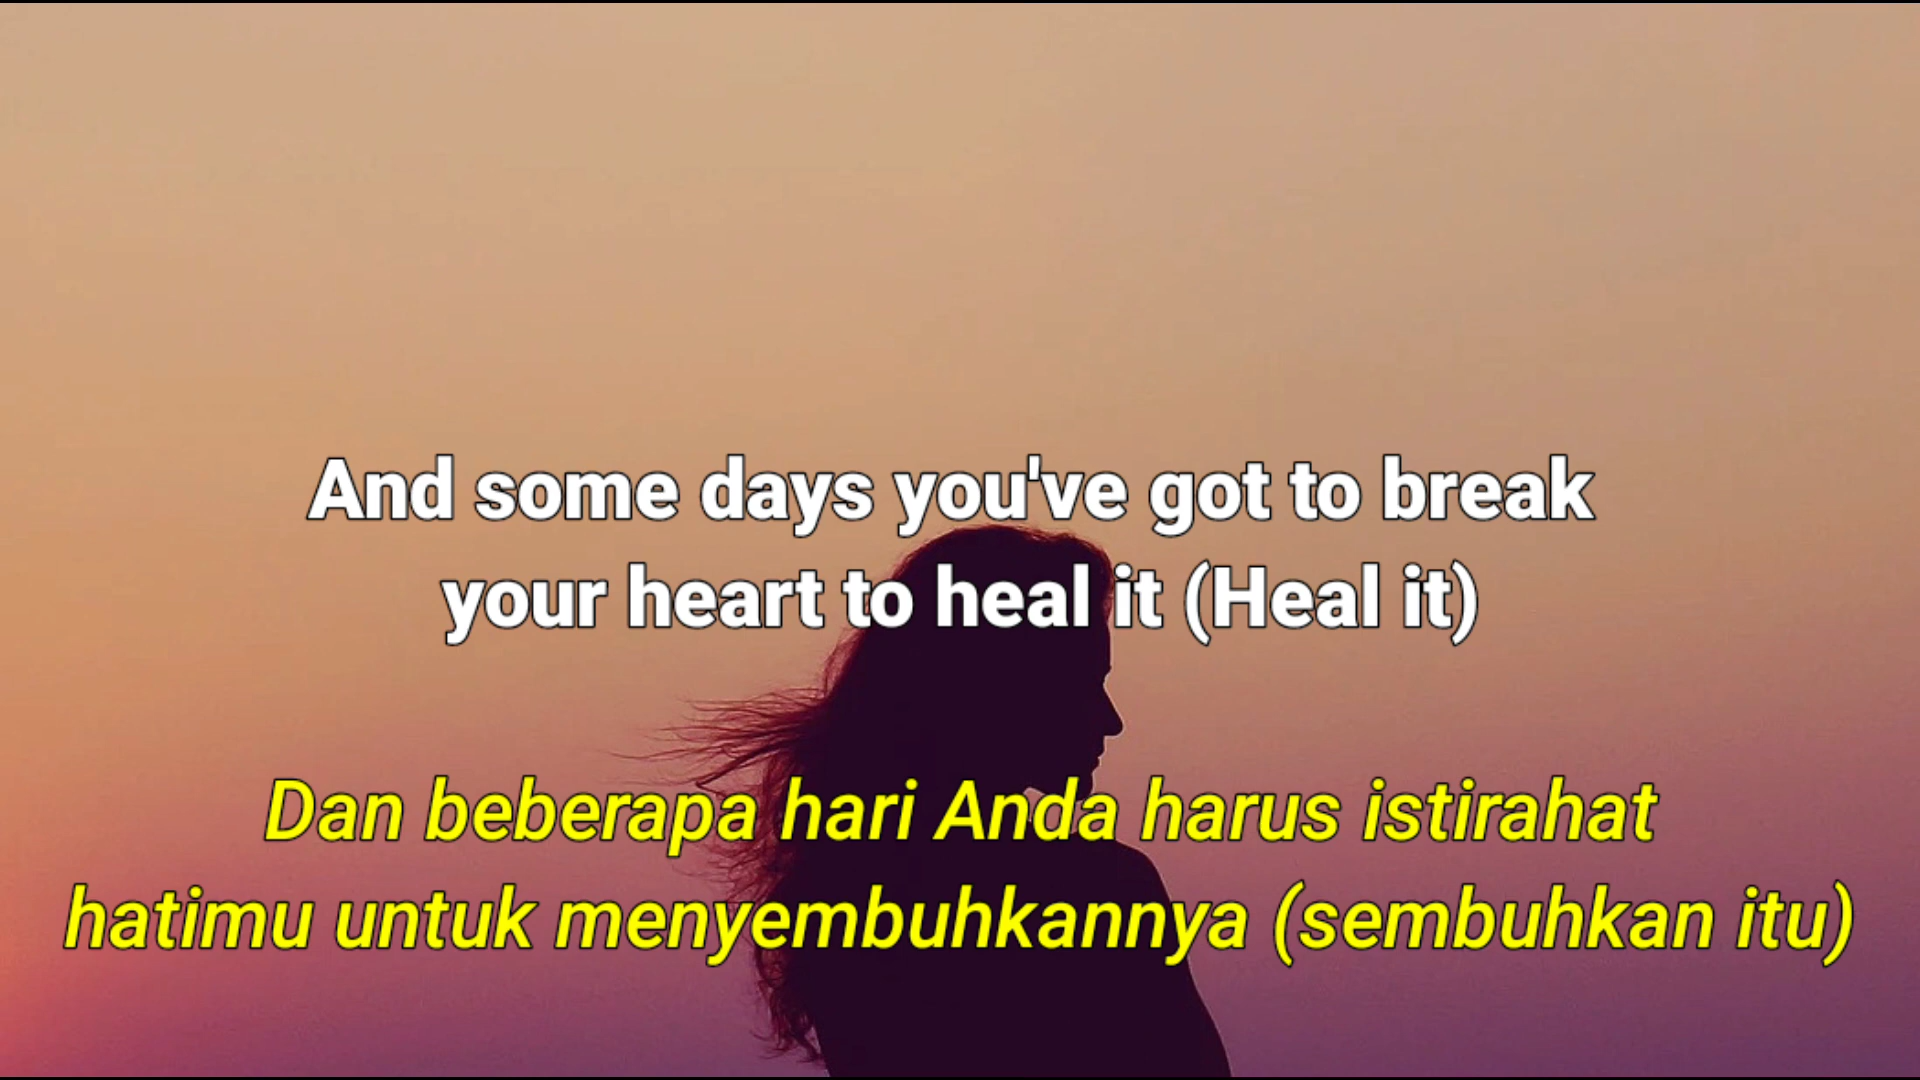 And some days you've got to break
your heart to heal it (Heal it)
Dan beberapa hari Anda harus istirahat
hatimu untuk menyembuhkannya (sembuhkan itu)